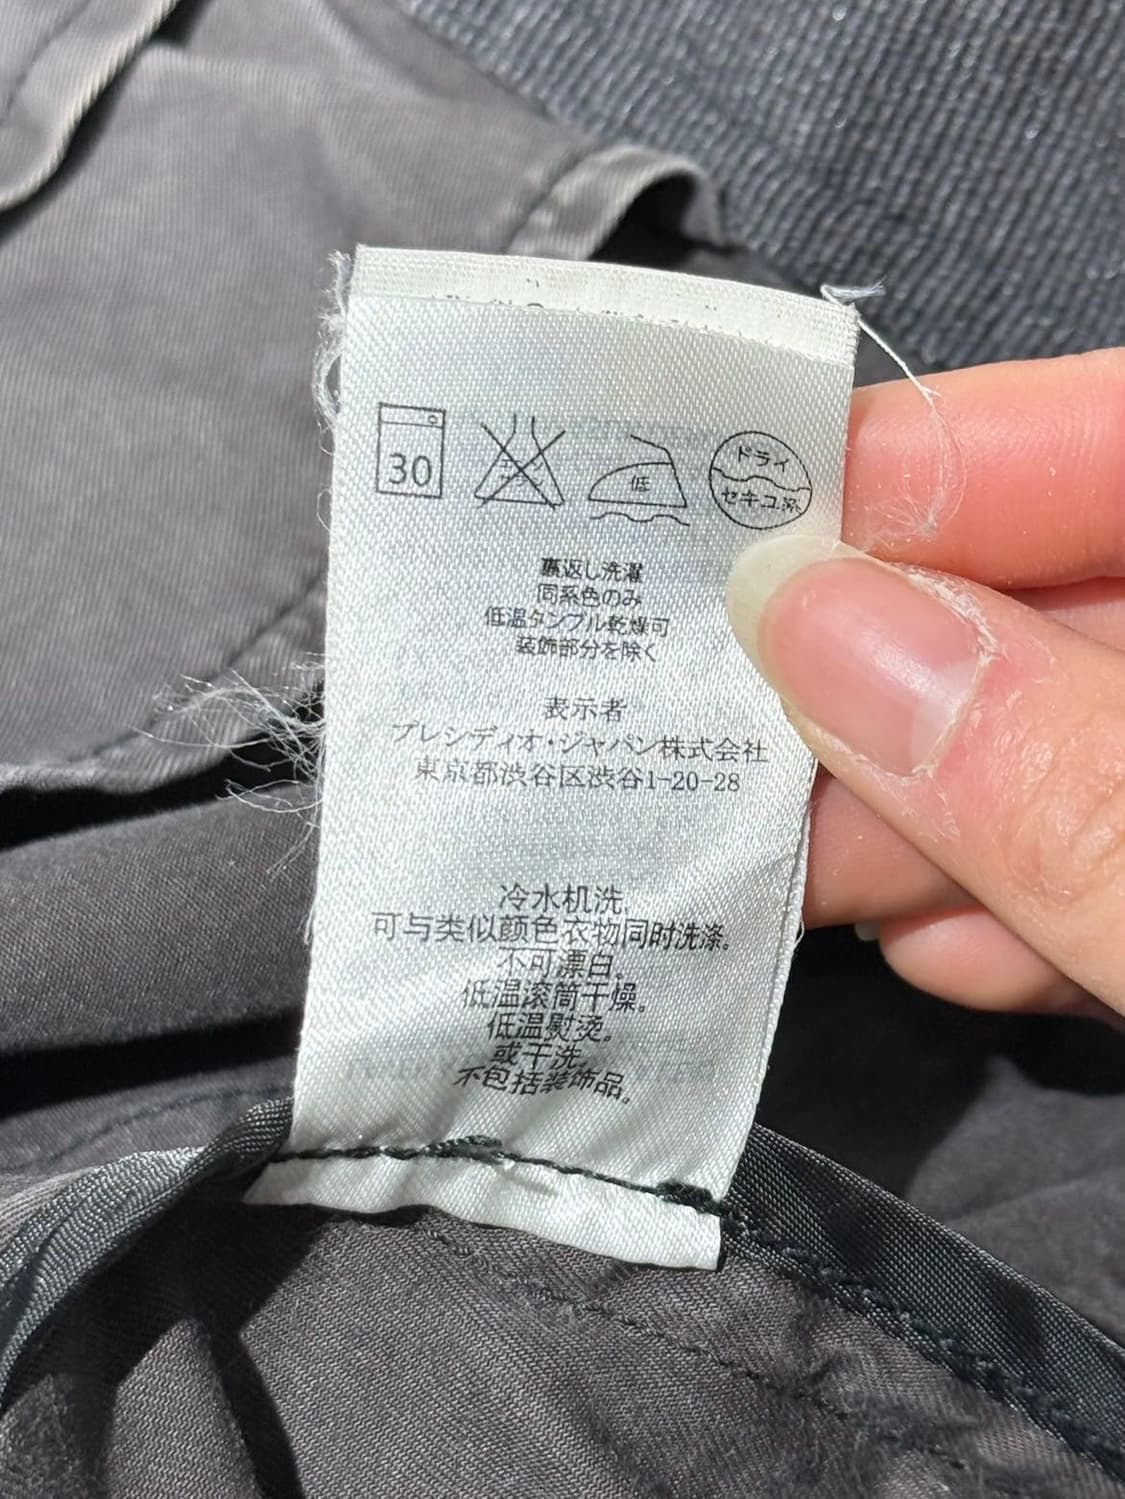 30
低
ドライ
セキユ系
裏返し洗濯
同系色のみ
低温タンブル乾燥可
装飾部分を除く
表示者
プレシディオ・ジャパン株式会社
東京都渋谷区渋谷1-20-28
冷水机洗
可与类似颜色衣物同时洗涤。
不可漂白。
低温滚筒干燥。
低温熨烫。
或干洗
不包括装饰品。